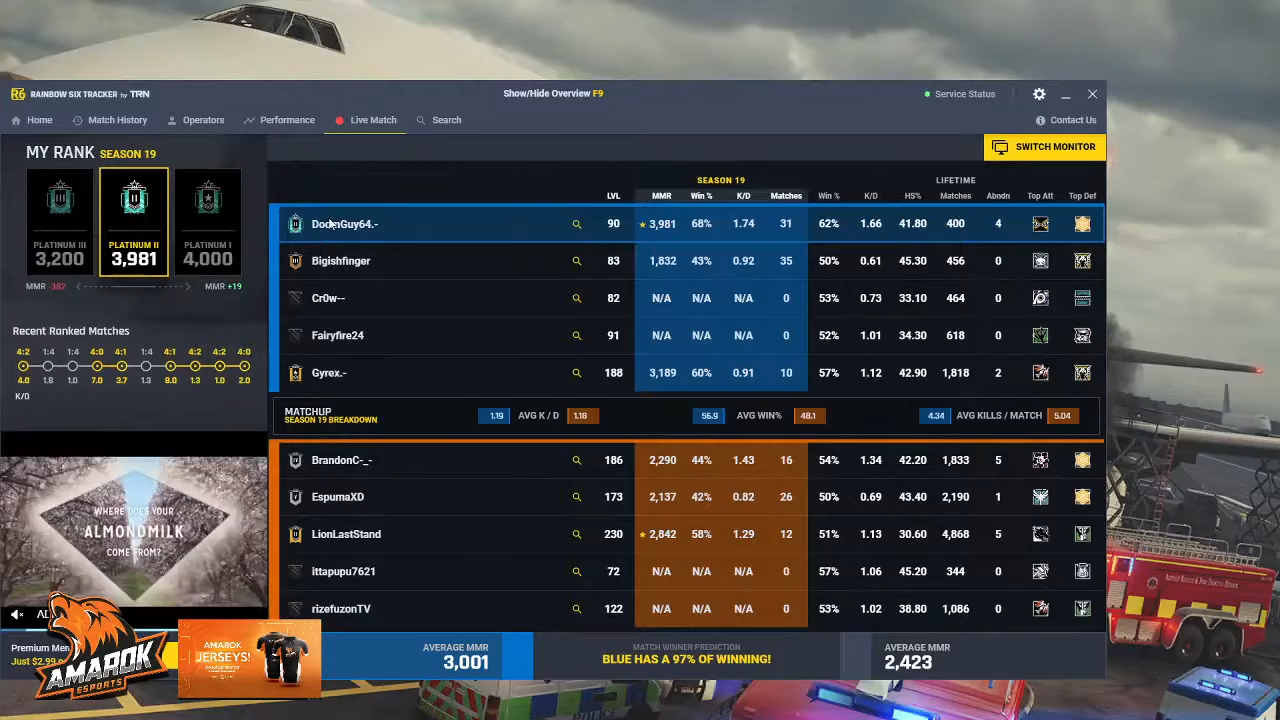 R6 RAINBOW SIX TRACKER by TRN
Show/Hide Overview F9
Service Status
Home Match History Operators Performance Live Match Search
Contact Us
MY RANK SEASON 19
SWITCH MONITOR
PLATINUM III
3,200
PLATINUM II
3,981
PLATINUM I
4,000
MMR -382
MMR +19
Recent Ranked Matches
4:2 1:4 1:4 4:0 4:1 1:4 4:1 4:2 4:2 4:0
4.0 1.8 1.0 7.0 3.7 1.3 8.0 1.3 1.0 2.0
K/D
SEASON 19 LIFETIME
LVL MMR Win % K/D Matches Win % K/D HS% Matches Abndn Top Att Top Def
90 3,981 68% 1.74 31 62% 1.66 41.80 400 4
Bigishfinger 83 1,832 43% 0.92 35 50% 0.61 45.30 456 0
Cr0w-- 82 N/A N/A N/A 0 53% 0.73 33.10 464 0
Fairyfire24 91 N/A N/A N/A 0 52% 1.01 34.30 618 0
Gyrex.- 188 3,189 60% 0.91 10 57% 1.12 42.90 1,818 2
MATCHUP
SEASON 19 BREAKDOWN
1.19 AVG K / D 1.18 56.9 AVG WIN% 48.1 4.34 AVG KILLS / MATCH 5.04
BrandonC-_- 186 2,290 44% 1.43 16 54% 1.34 42.20 1,833 5
EspumaXD 173 2,137 42% 0.82 26 50% 0.69 43.40 2,190 1
LionLastStand 230 2,842 58% 1.29 12 51% 1.13 30.60 4,868 5
ittapupu7621 72 N/A N/A N/A 0 57% 1.06 45.20 344 0
rizefuzonTV 122 N/A N/A N/A 0 53% 1.02 38.80 1,086 0
WHERE DOES YOUR
ALMONDMILK
COME FROM?
Premium Mem
Just $2.99
AMAROK
ESPORTS
AMAROK
JERSEYS!
AVERAGE MMR
3,001
MATCH WINNER PREDICTION
BLUE HAS A 97% OF WINNING!
AVERAGE MMR
2,423